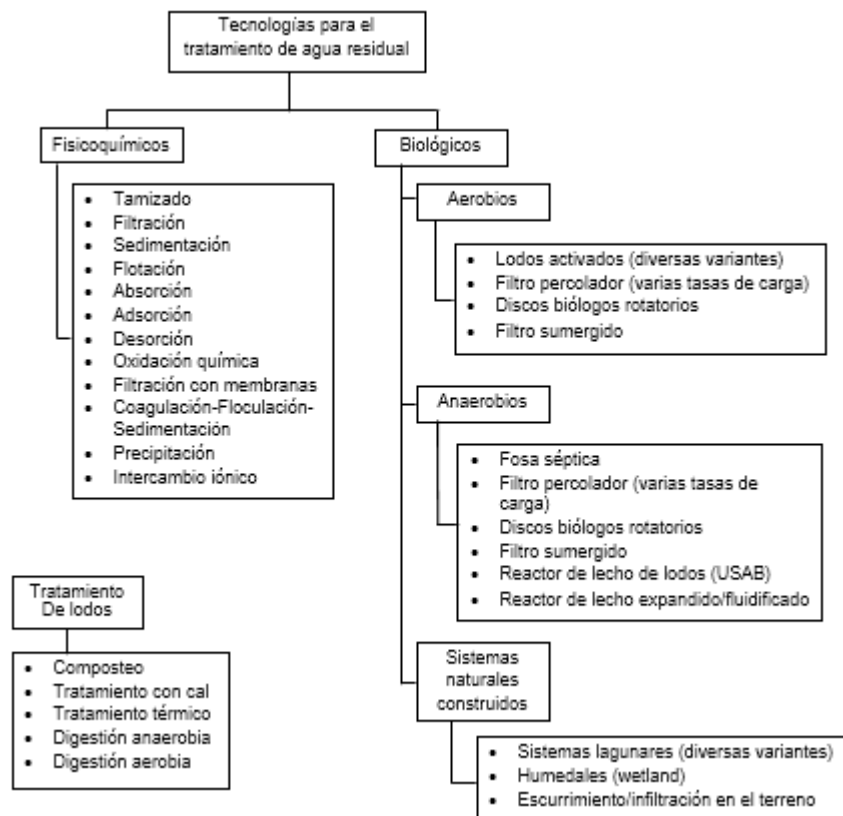 Tecnologías para el
tratamiento de agua residual
Fisicoquímicos
• Tamizado
• Filtración
• Sedimentación
• Flotación
• Absorción
• Adsorción
• Desorción
• Oxidación química
• Filtración con membranas
• Coagulación-Floculación-
Sedimentación
• Precipitación
• Intercambio iónico
Biológicos
Aerobios
• Lodos activados (diversas variantes)
• Filtro percolador (varias tasas de carga)
• Discos biólogos rotatorios
• Filtro sumergido
Anaerobios
• Fosa séptica
• Filtro percolador (varias tasas de
carga)
• Discos biólogos rotatorios
• Filtro sumergido
• Reactor de lecho de lodos (USAB)
• Reactor de lecho expandido/fluidificado
Sistemas
naturales
construidos
• Sistemas lagunares (diversas variantes)
• Humedales (wetland)
• Escurrimiento/infiltración en el terreno
Tratamiento
De lodos
• Composteo
• Tratamiento con cal
• Tratamiento térmico
• Digestión anaerobia
• Digestión aerobia